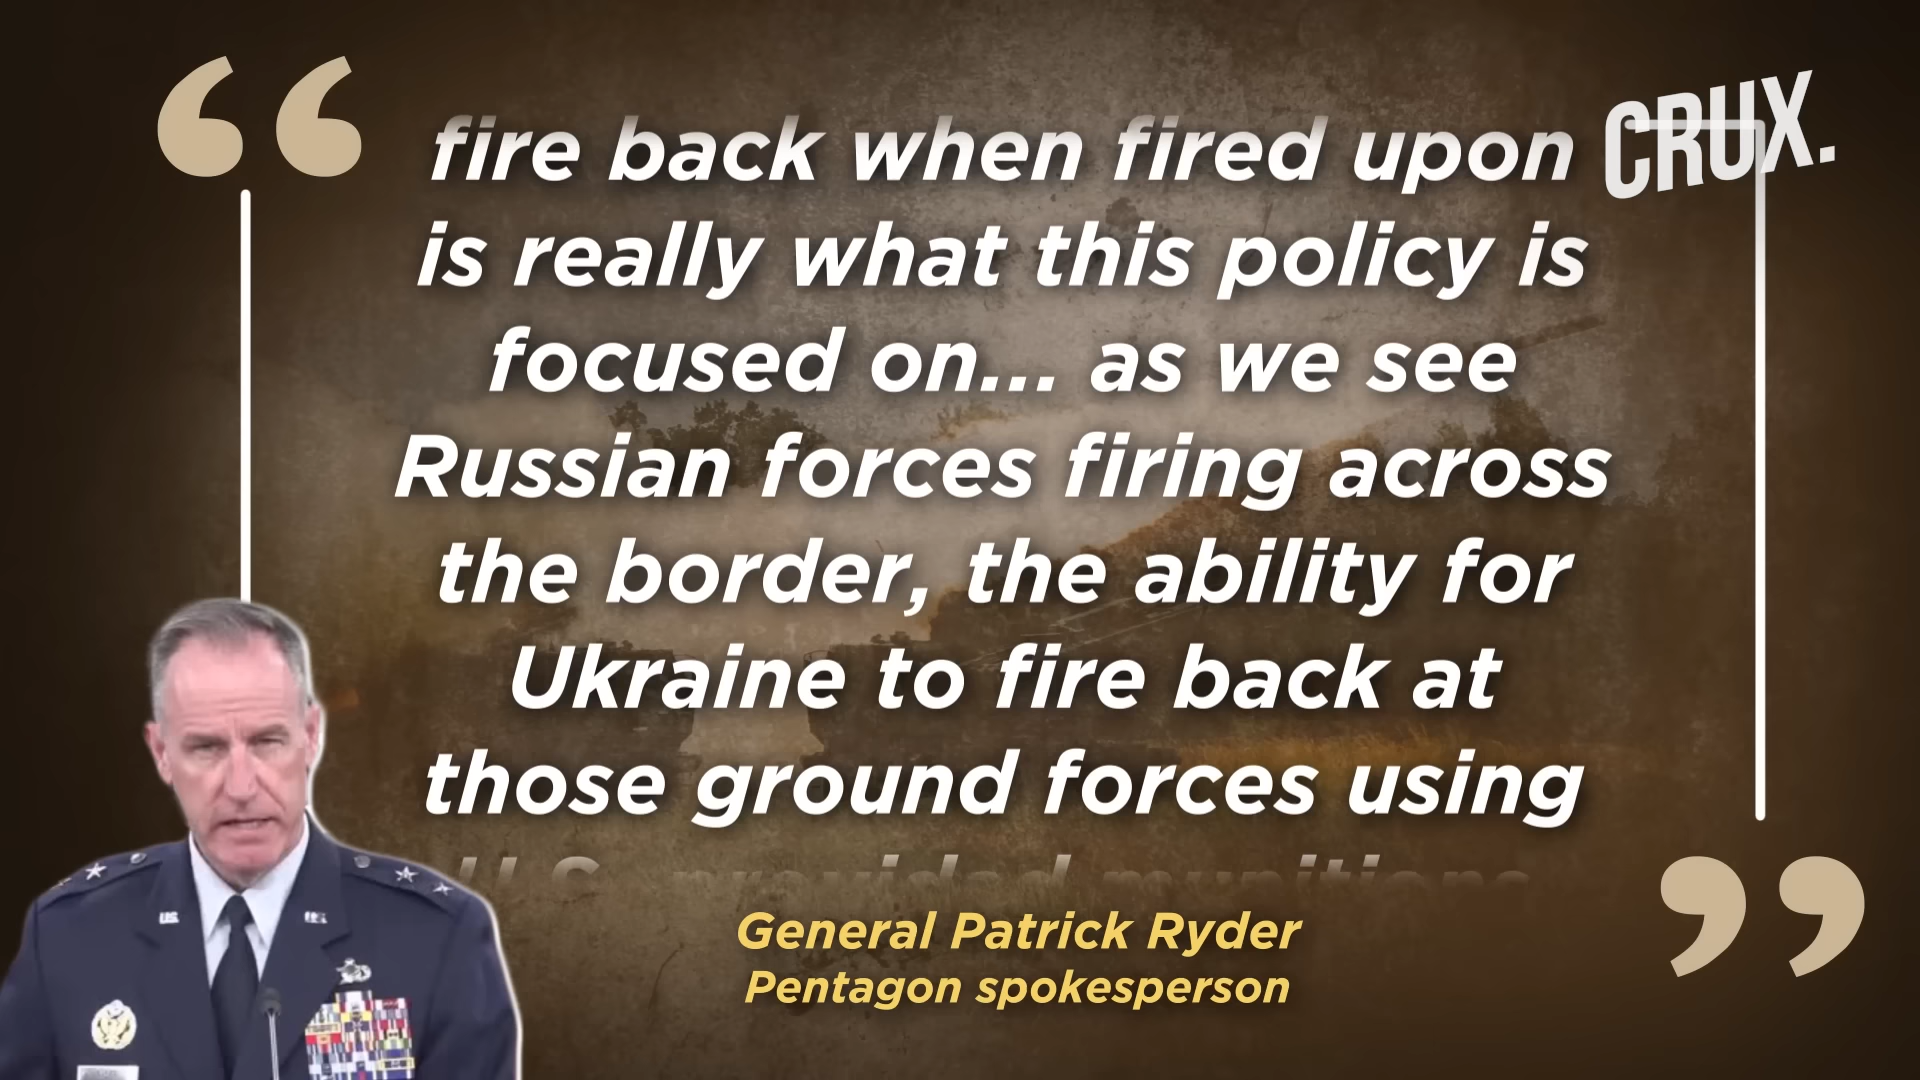 CRUX.
fire back when fired upon
is really what this policy is
focused on... as we see
Russian forces firing across
the border, the ability for
Ukraine to fire back at
those ground forces using
U.S. provided munitions
General Patrick Ryder
Pentagon spokesperson
U.S.